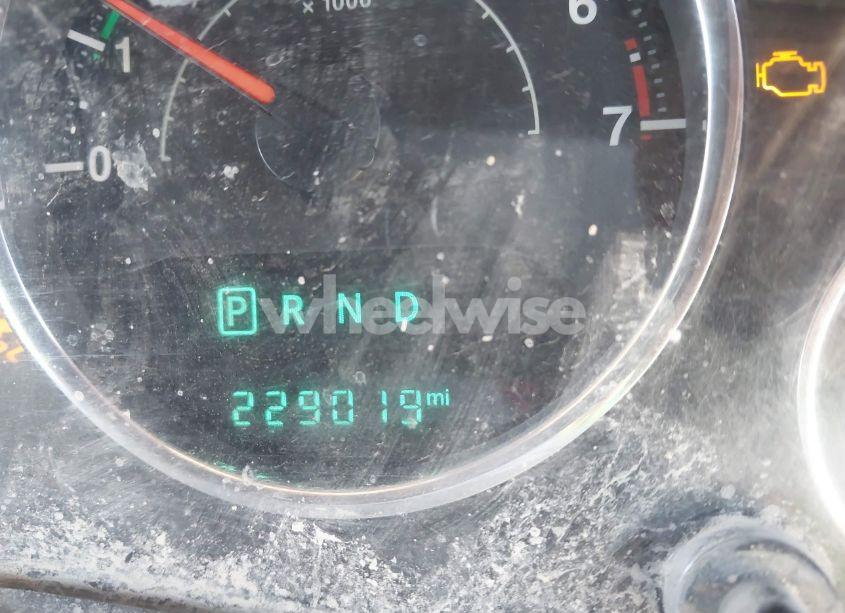 x 1000
1
6
7
0
P R N D
wheelwise
229019 mi